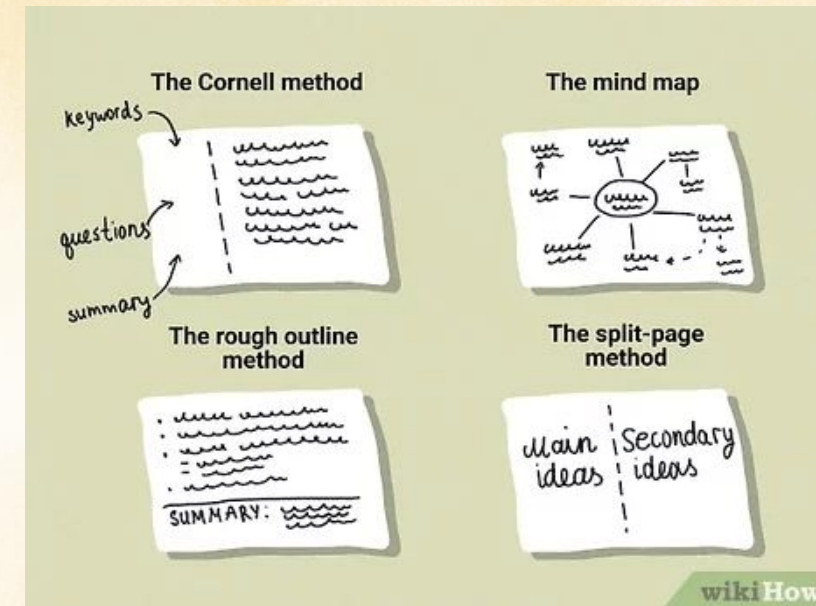 The Cornell method
keywords
questions
summary
The mind map
The rough outline
method
SUMMARY:
The split-page
method
Main
ideas
Secondary
ideas
wikiHow